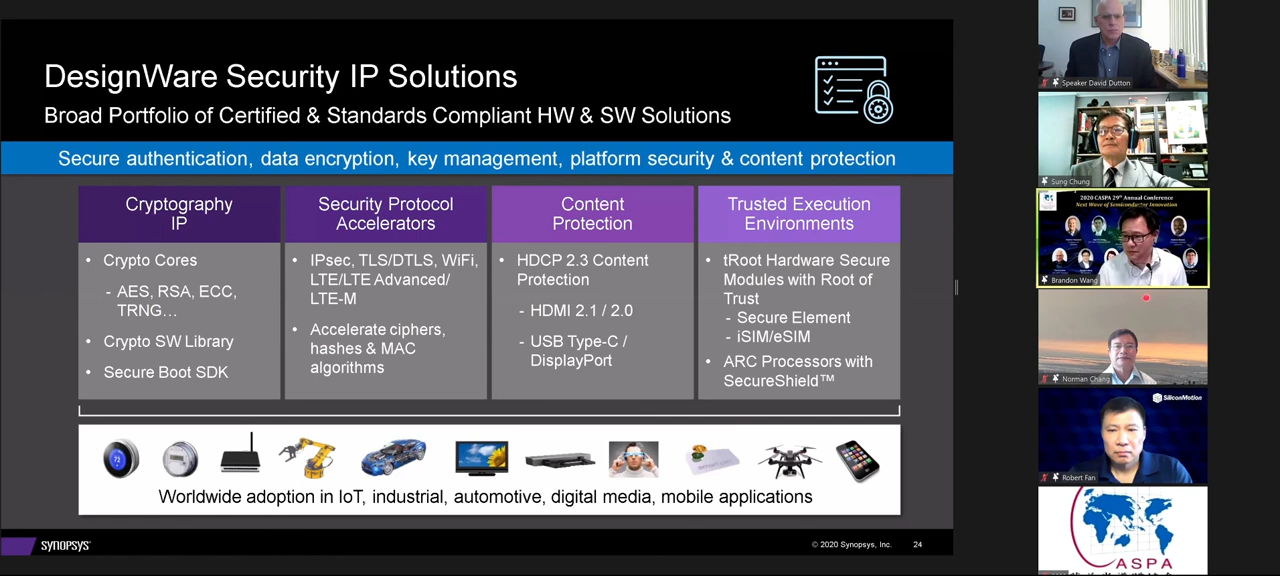 DesignWare Security IP Solutions
Broad Portfolio of Certified & Standards Compliant HW & SW Solutions
Secure authentication, data encryption, key management, platform security & content protection
Cryptography
IP
• Crypto Cores
- AES, RSA, ECC,
TRNG…
• Crypto SW Library
• Secure Boot SDK
Security Protocol
Accelerators
• IPsec, TLS/DTLS, WiFi,
LTE/LTE Advanced/
LTE-M
• Accelerate ciphers,
hashes & MAC
algorithms
Content
Protection
• HDCP 2.3 Content
Protection
- HDMI 2.1 / 2.0
- USB Type-C /
DisplayPort
Trusted Execution
Environments
• tRoot Hardware Secure
Modules with Root of
Trust
- Secure Element
- iSIM/eSIM
• ARC Processors with
SecureShield™
72
Worldwide adoption in IoT, industrial, automotive, digital media, mobile applications
SYNOPSYS®
© 2020 Synopsys, Inc.
24
Speaker David Dutton
Sung Chung
2020 CASPA 29th Annual Conference
Next Wave of Semiconductor Innovation
Brandon Wang
Norman Chang
SiliconMotion
Robert Fan
CASPA